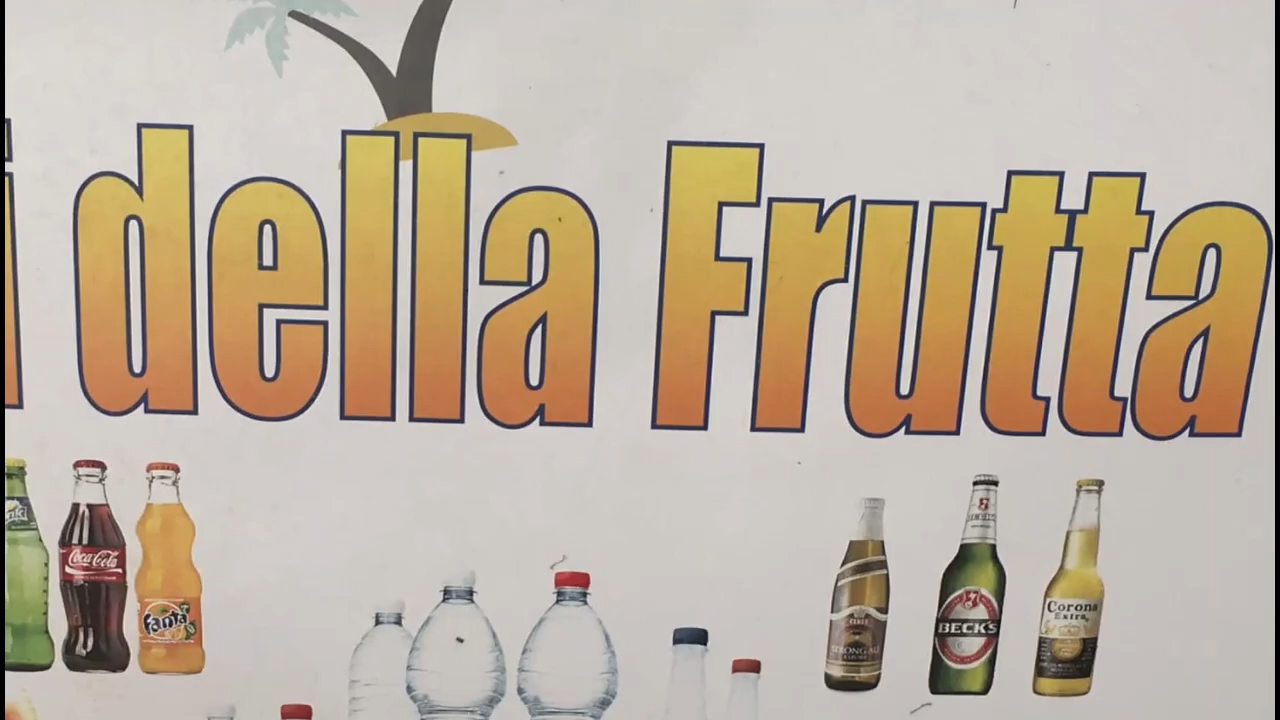 i della Frutta
Coca-Cola
Fanta
STRONG ALE
BECK'S
Corona
Extra